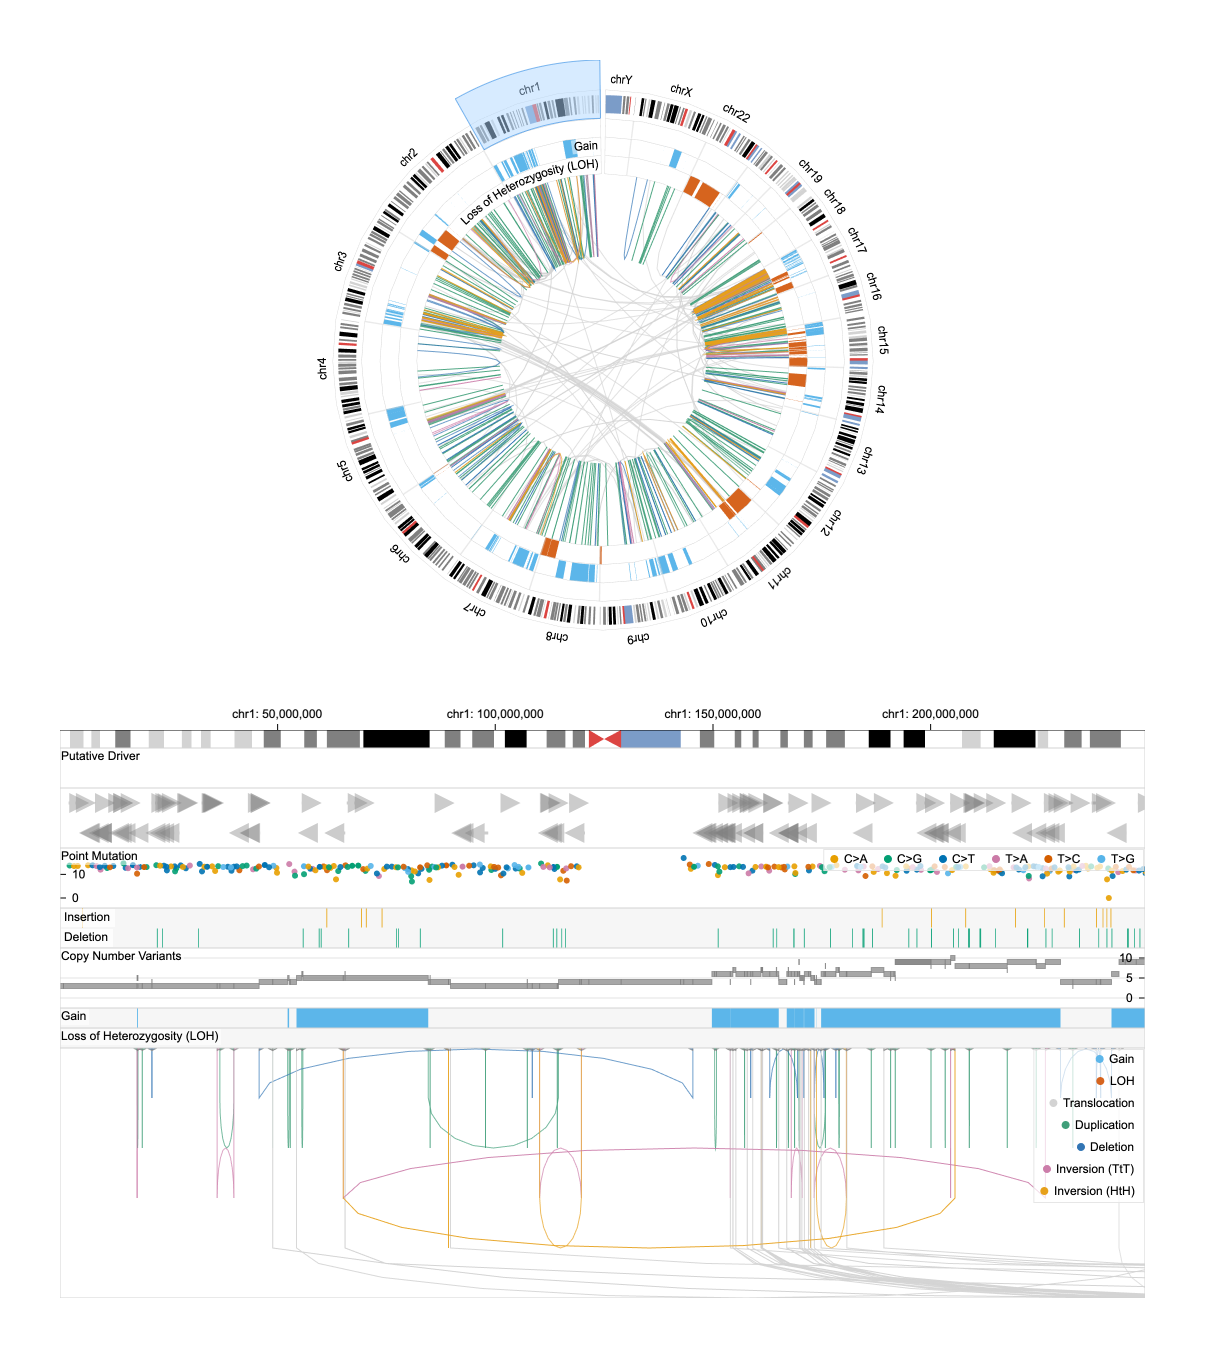 chr1
chrY
chrX
chr22
chr19
chr18
chr17
chr16
chr15
chr14
chr13
chr12
chr11
chr10
chr9
chr8
chr7
chr6
chr5
chr4
chr3
chr2
Gain
Loss of Heterozygosity (LOH)
chr1: 50,000,000 chr1: 100,000,000 chr1: 150,000,000 chr1: 200,000,000
Putative Driver
Point Mutation
C>A C>G C>T T>A T>C T>G
10
0
Insertion
Deletion
Copy Number Variants
10
5
0
Gain
Loss of Heterozygosity (LOH)
Gain
LOH
Translocation
Duplication
Deletion
Inversion (TtT)
Inversion (HtH)